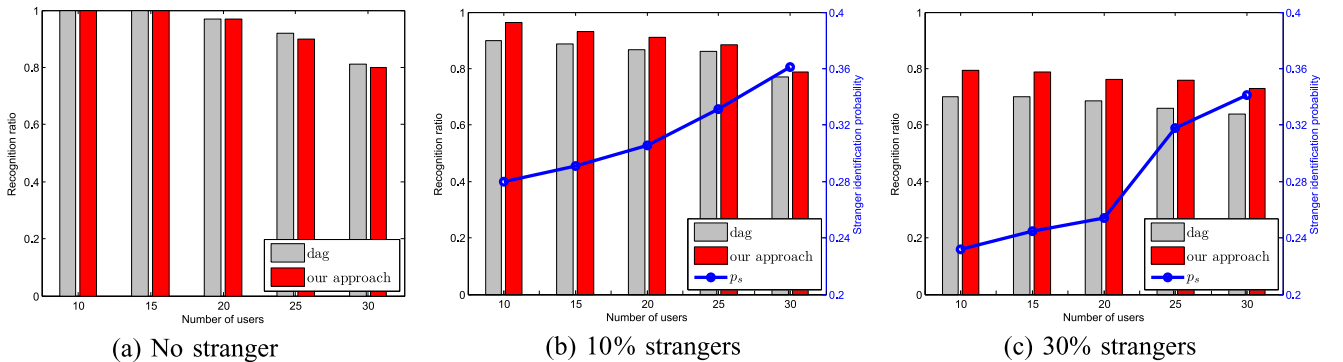 1
0.8
0.6
0.4
0.2
0
Recognition ratio
10 15 20 25 30
Number of users
dag
our approach
(a) No stranger
1
0.8
0.6
0.4
0.2
0
Recognition ratio
10 15 20 25 30
Number of users
0.4
0.36
0.32
0.28
0.24
0.2
Stranger identification probability
dag
our approach
pₛ
(b) 10% strangers
1
0.8
0.6
0.4
0.2
0
Recognition ratio
10 15 20 25 30
Number of users
0.4
0.36
0.32
0.28
0.24
0.2
Stranger identification probability
dag
our approach
pₛ
(c) 30% strangers